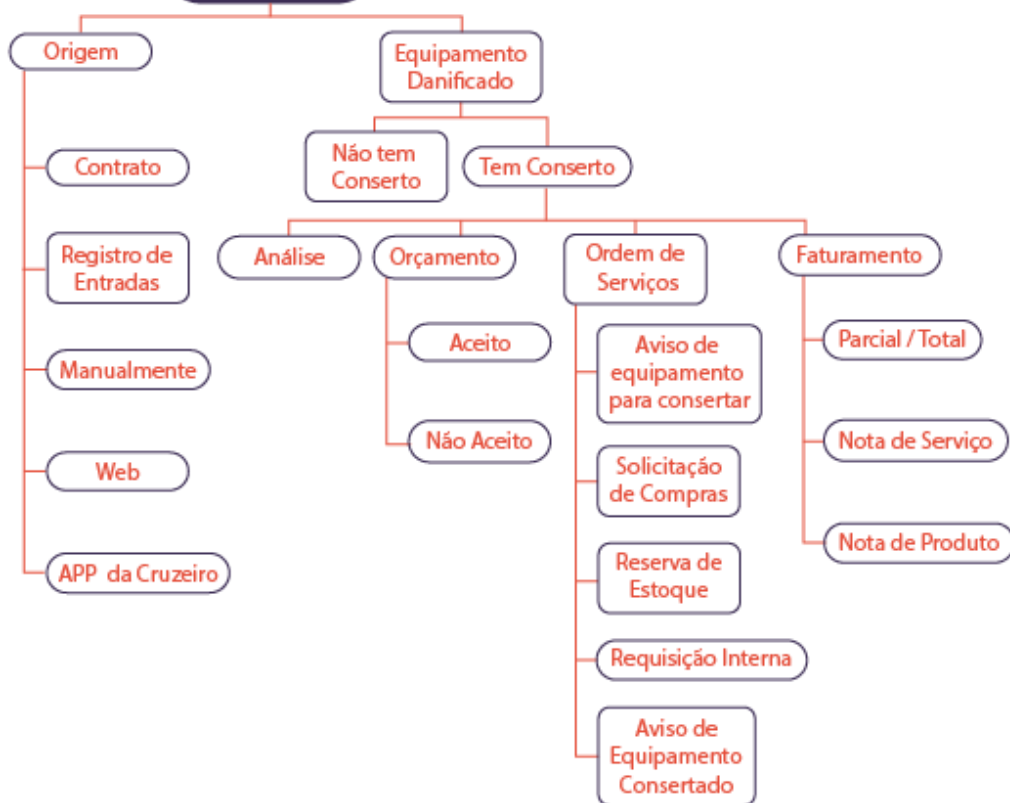 Origem
Equipamento
Danificado
Não tem
Conserto
Tem Conserto
Contrato
Registro de
Entradas
Manualmente
Web
APP da Cruzeiro
Análise
Orçamento
Aceito
Não Aceito
Ordem de
Serviços
Aviso de
equipamento
para consertar
Solicitação
de Compras
Reserva de
Estoque
Requisição Interna
Aviso de
Equipamento
Consertado
Faturamento
Parcial / Total
Nota de Serviço
Nota de Produto